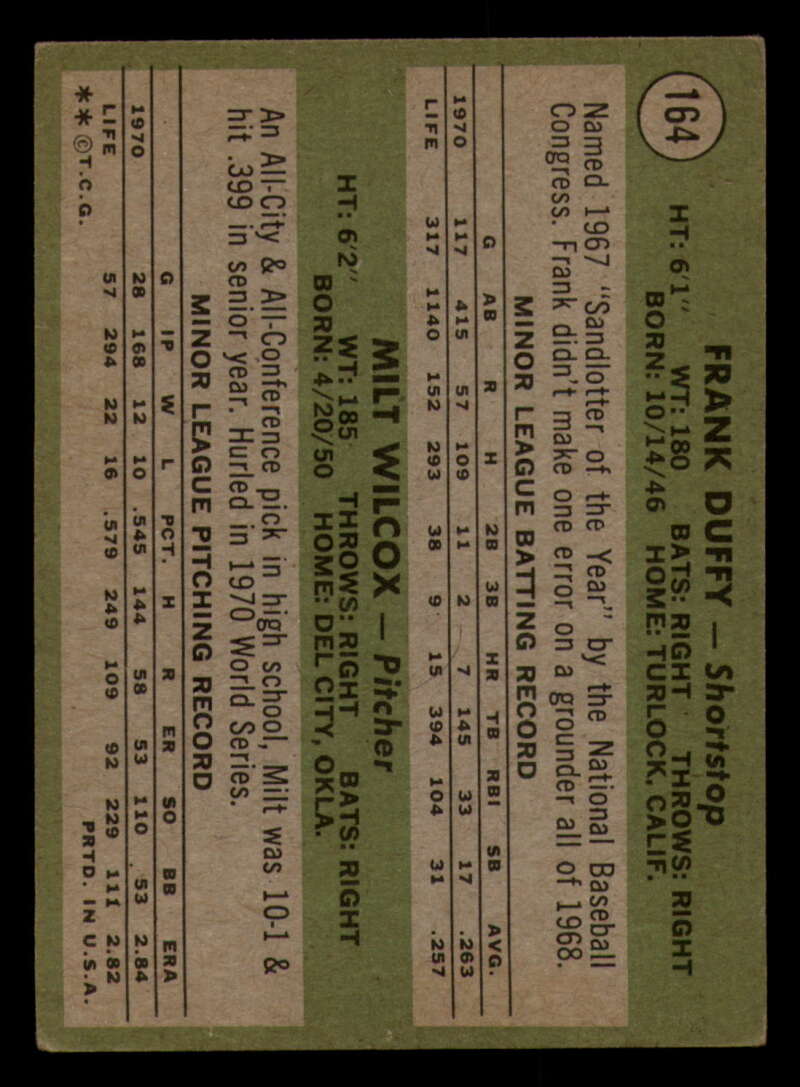 164
FRANK DUFFY — Shortstop
HT: 6'1" WT: 180 BATS: RIGHT THROWS: RIGHT
BORN: 10/14/46 HOME: TURLOCK, CALIF.
Named 1967 "Sandlotter of the Year" by the National Baseball
Congress. Frank didn't make one error on a grounder all of 1968.
MINOR LEAGUE BATTING RECORD
G AB R H 2B 3B HR TB RBI SB AVG.
1970 117 415 57 109 11 2 7 145 33 17 .263
LIFE 317 1140 152 293 38 9 15 394 104 31 .257
MILT WILCOX — Pitcher
HT: 6'2" WT: 185 THROWS: RIGHT BATS: RIGHT
BORN: 4/20/50 HOME: DEL CITY, OKLA.
An All-City & All-Conference pick in high school, Milt was 10-1 &
hit .399 in senior year. Hurled in 1970 World Series.
MINOR LEAGUE PITCHING RECORD
G IP W L PCT. H R ER SO BB ERA
1970 28 168 12 10 .545 144 58 53 110 53 2.84
LIFE 57 294 22 16 .579 249 109 92 229 111 2.82
**©T.C.G. PRTD. IN U.S.A.